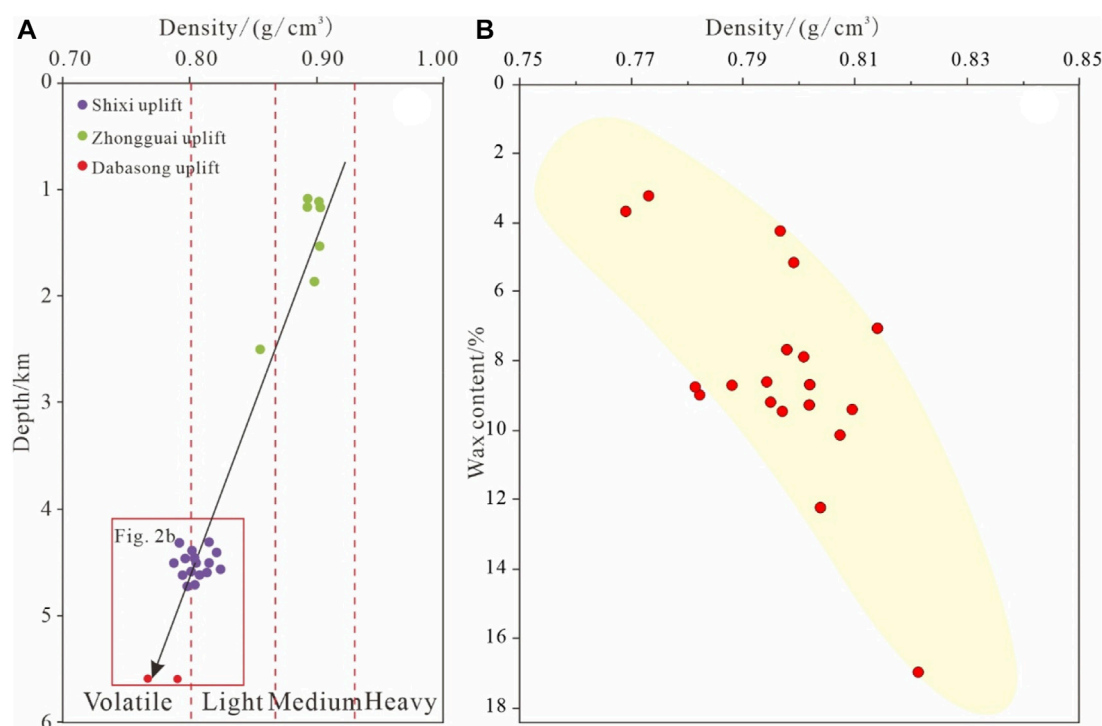 A
Density/(g/cm³)
0.70 0.80 0.90 1.00
0
1
2
3
4
5
6
Depth/km
Shixi uplift
Zhongguai uplift
Dabasong uplift
Fig. 2b
Volatile Light Medium Heavy
B
Density/(g/cm³)
0.75 0.77 0.79 0.81 0.83 0.85
0
2
4
6
8
10
12
14
16
18
Wax content/%